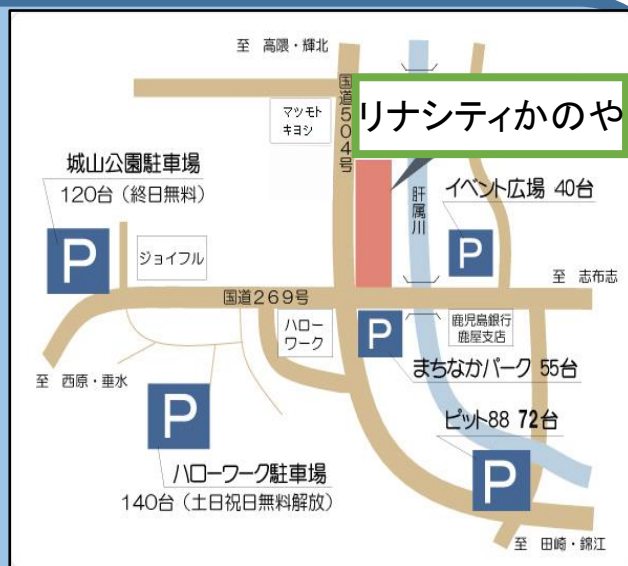 至 高隈・輝北
国道504号
マツモト
キヨシ
リナシティかのや
城山公園駐車場
120台（終日無料）
P
ジョイフル
肝属川
イベント広場 40台
P
至 志布志
国道269号
ハロー
ワーク
P
鹿児島銀行
鹿屋支店
まちなかパーク 55台
至 西原・垂水
P
ピット88 72台
ハローワーク駐車場
140台（土日祝日無料解放）
P
至 田崎・錦江